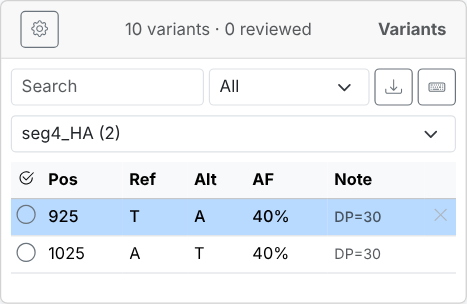 10 variants · 0 reviewed Variants
Search All
seg4_HA (2)
Pos Ref Alt AF Note
925 T A 40% DP=30
1025 A T 40% DP=30